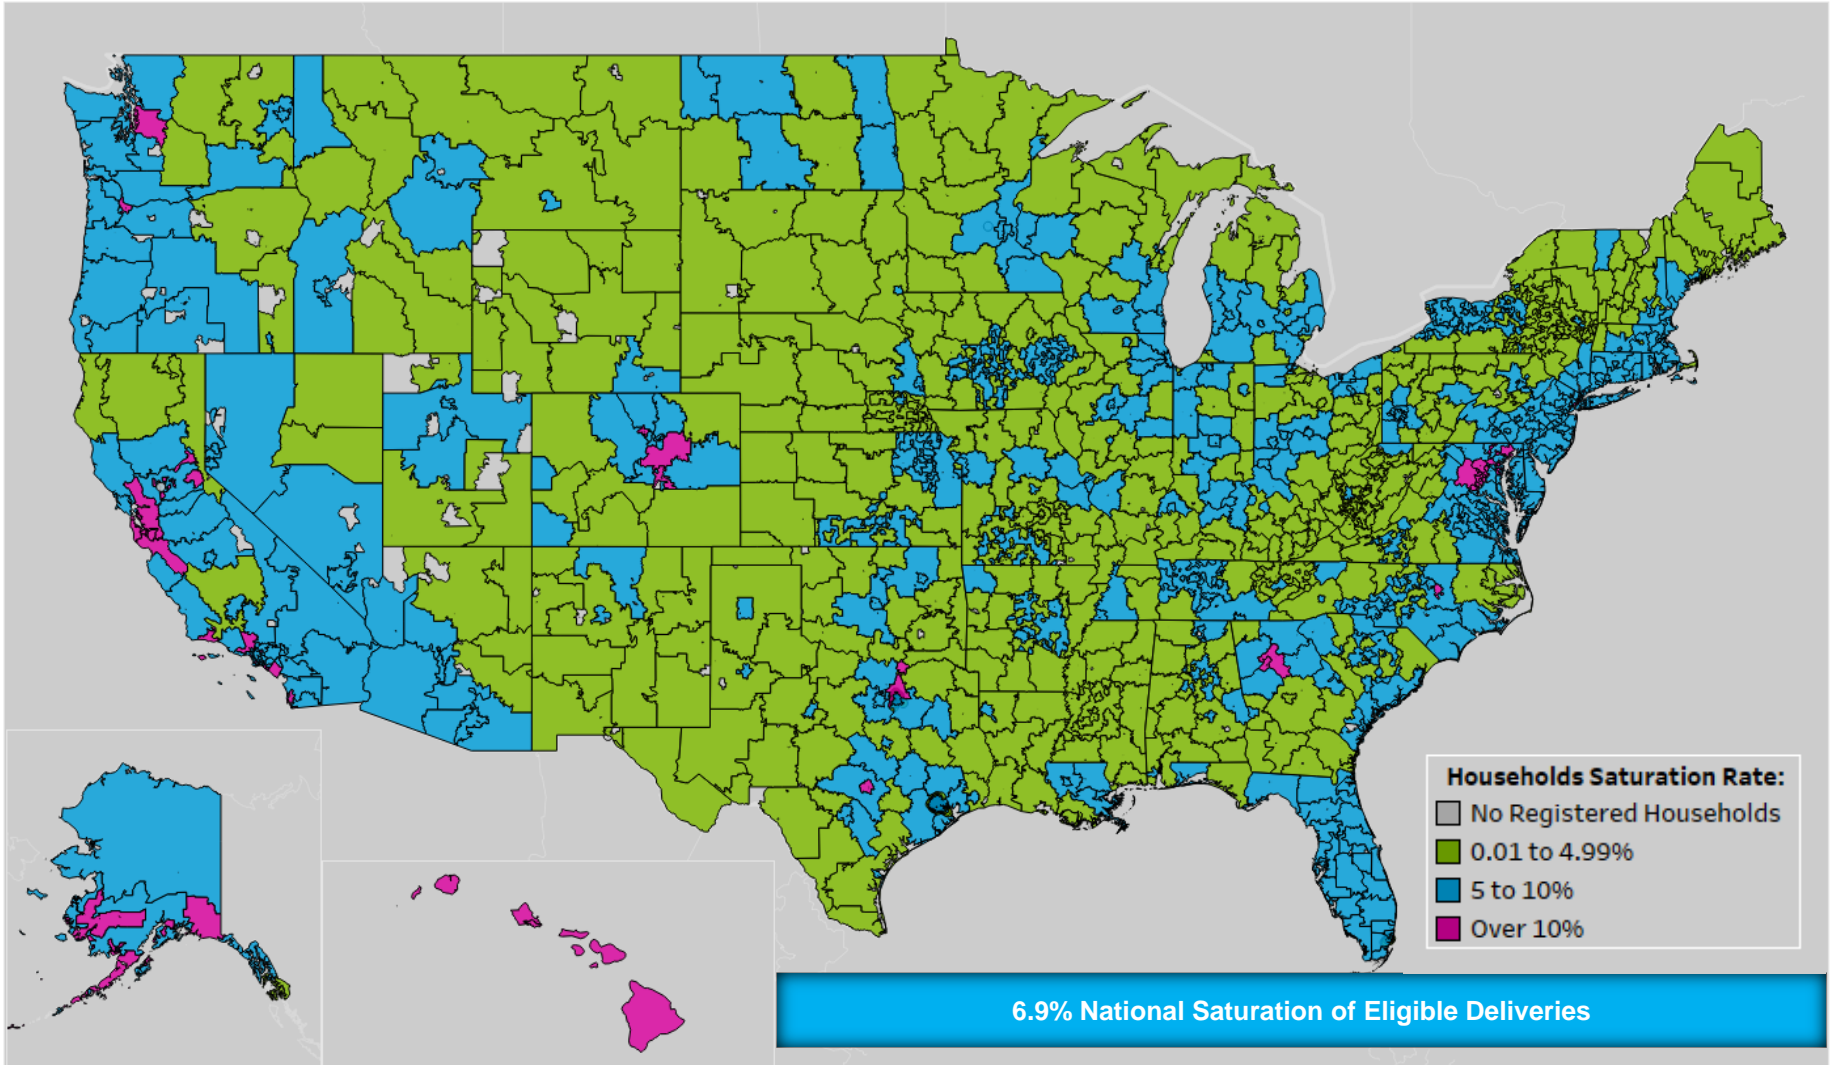 Households Saturation Rate:
No Registered Households
0.01 to 4.99%
5 to 10%
Over 10%
6.9% National Saturation of Eligible Deliveries